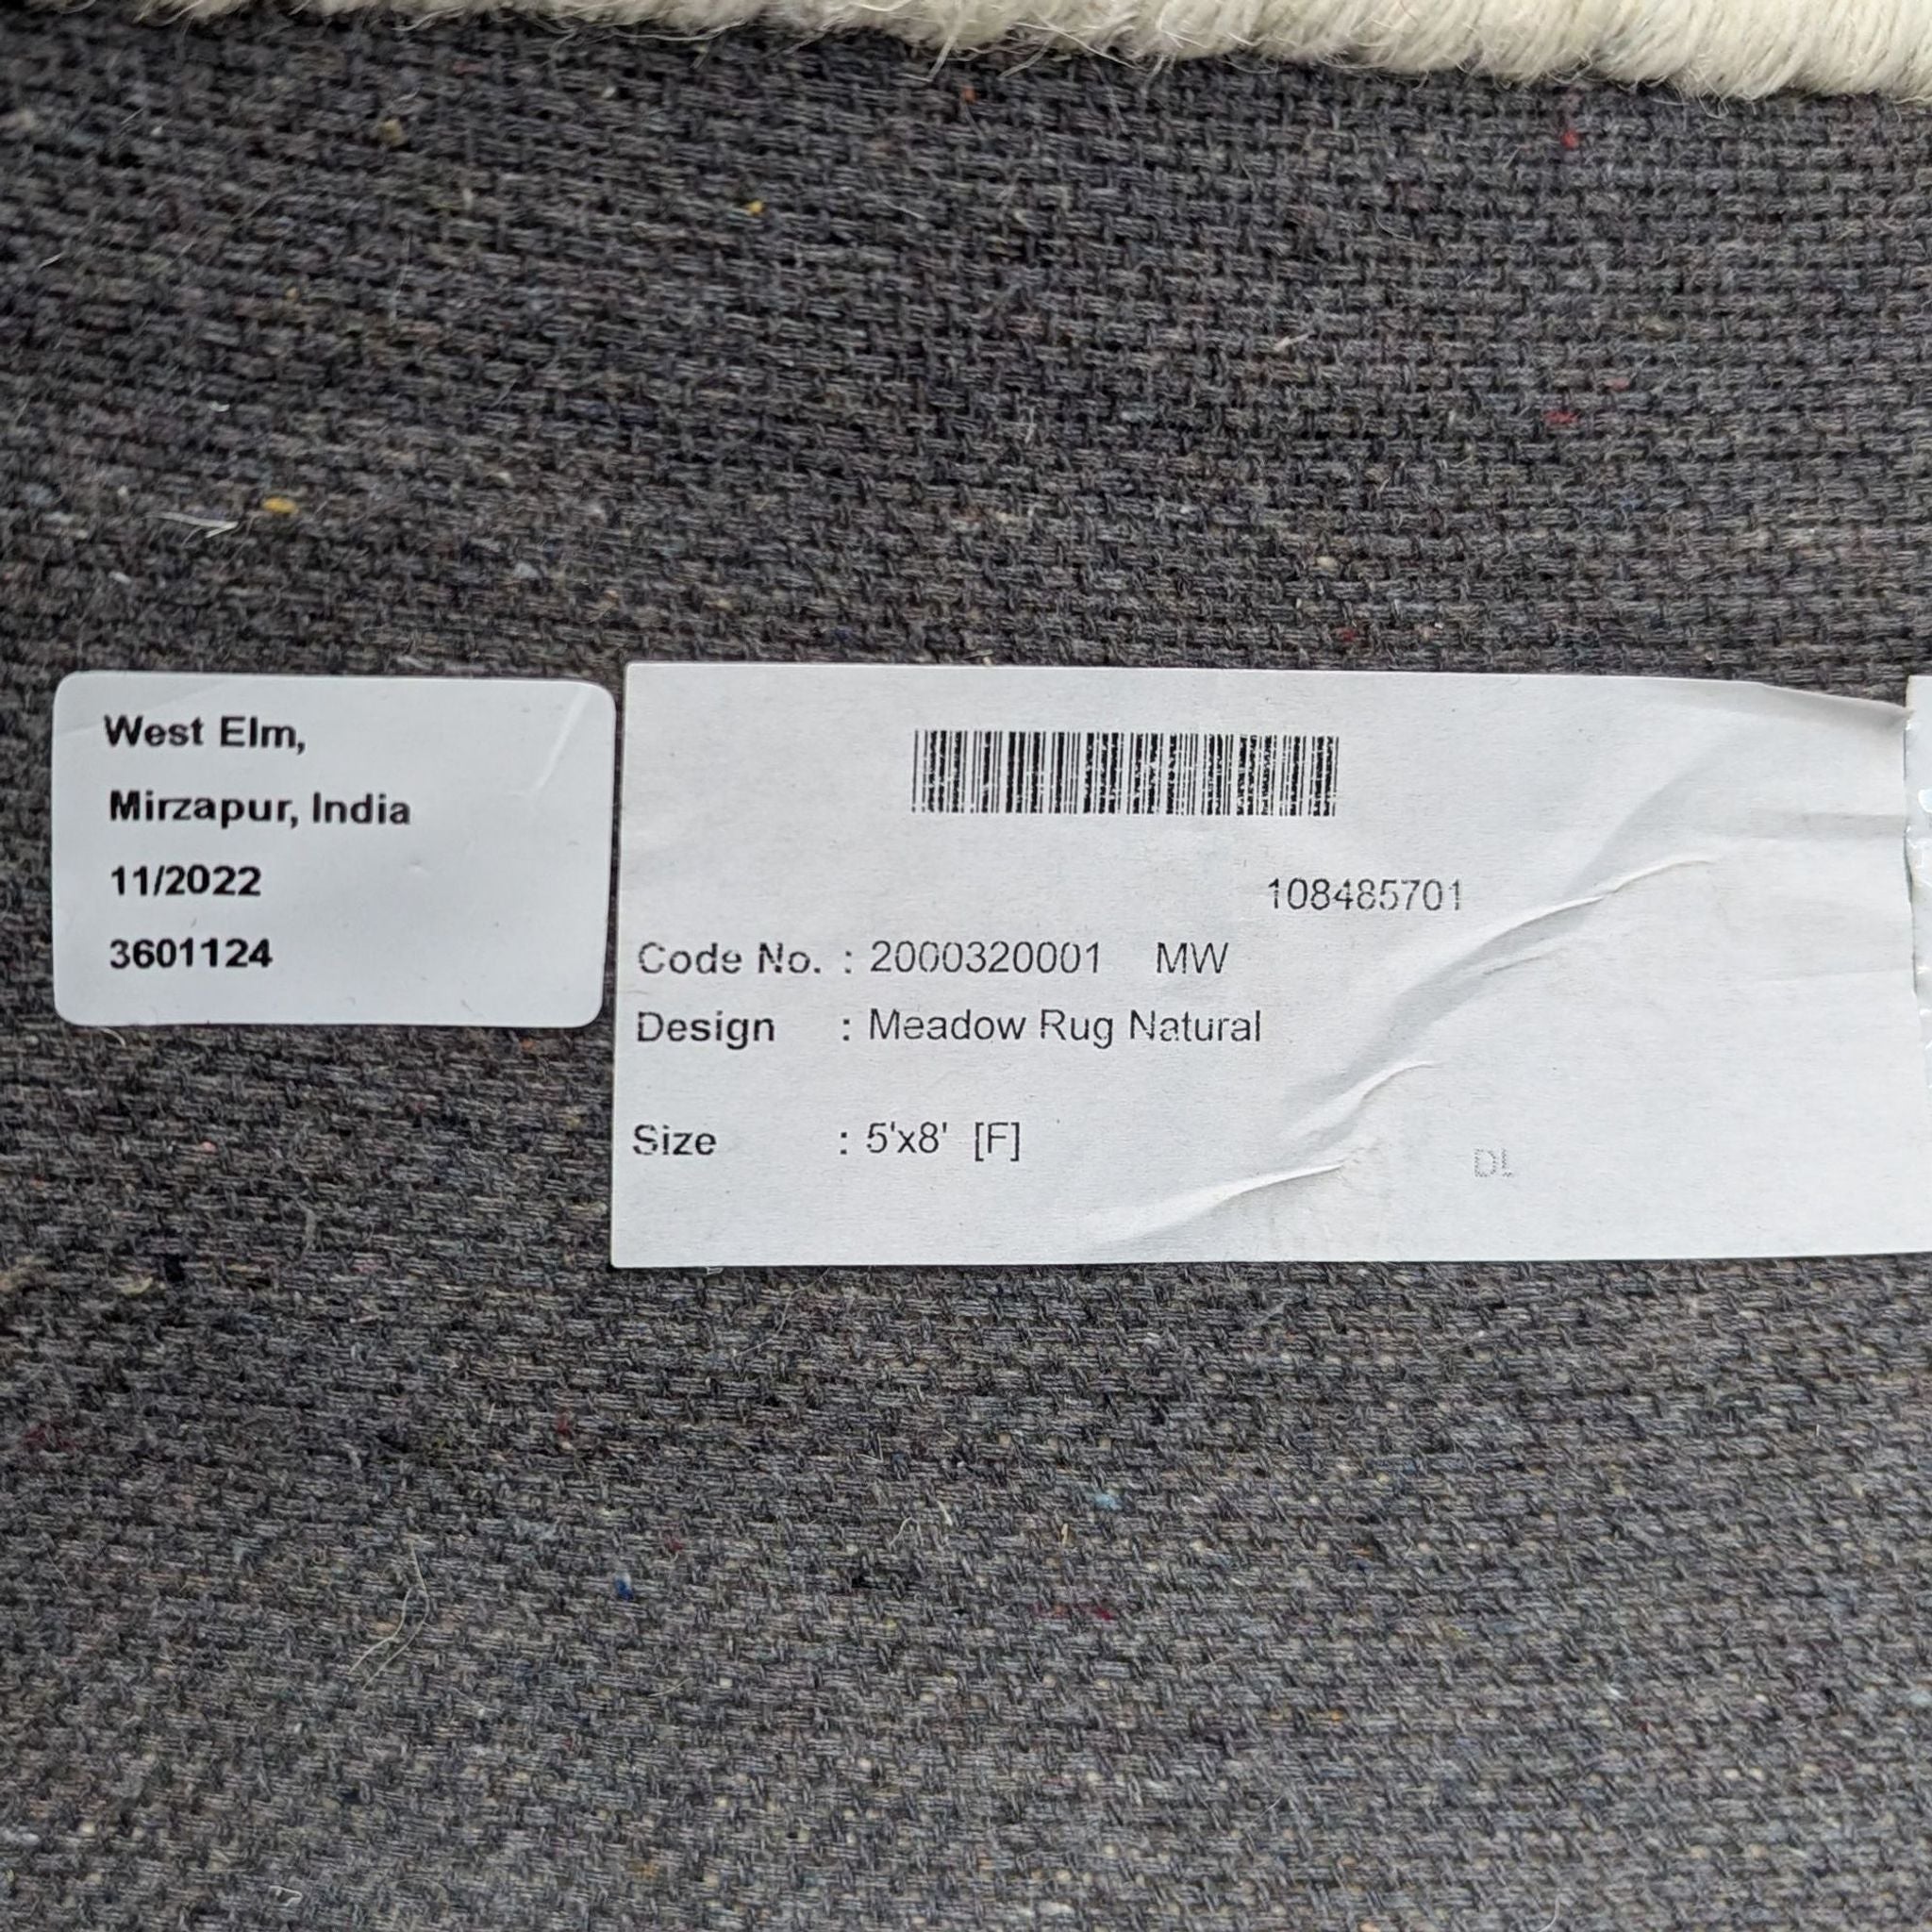 West Elm,
Mirzapur, India
11/2022
3601124
108485701
Code No. : 2000320001 MW
Design : Meadow Rug Natural
Size : 5'x8' [F]